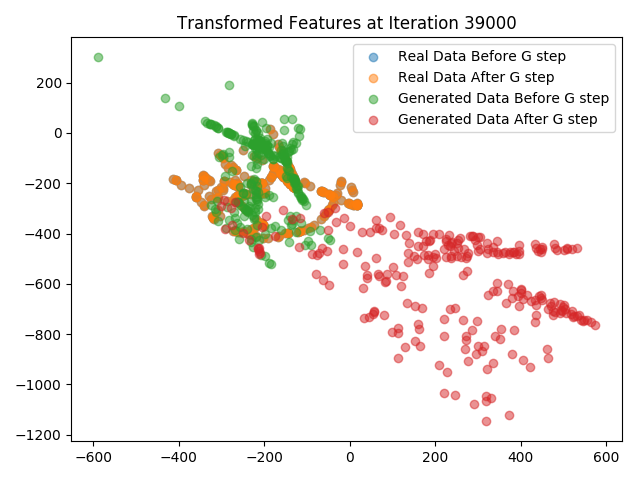 Transformed Features at Iteration 39000
Real Data Before G step
Real Data After G step
Generated Data Before G step
Generated Data After G step
200
0
−200
−400
−600
−800
−1000
−1200
−600 −400 −200 0 200 400 600